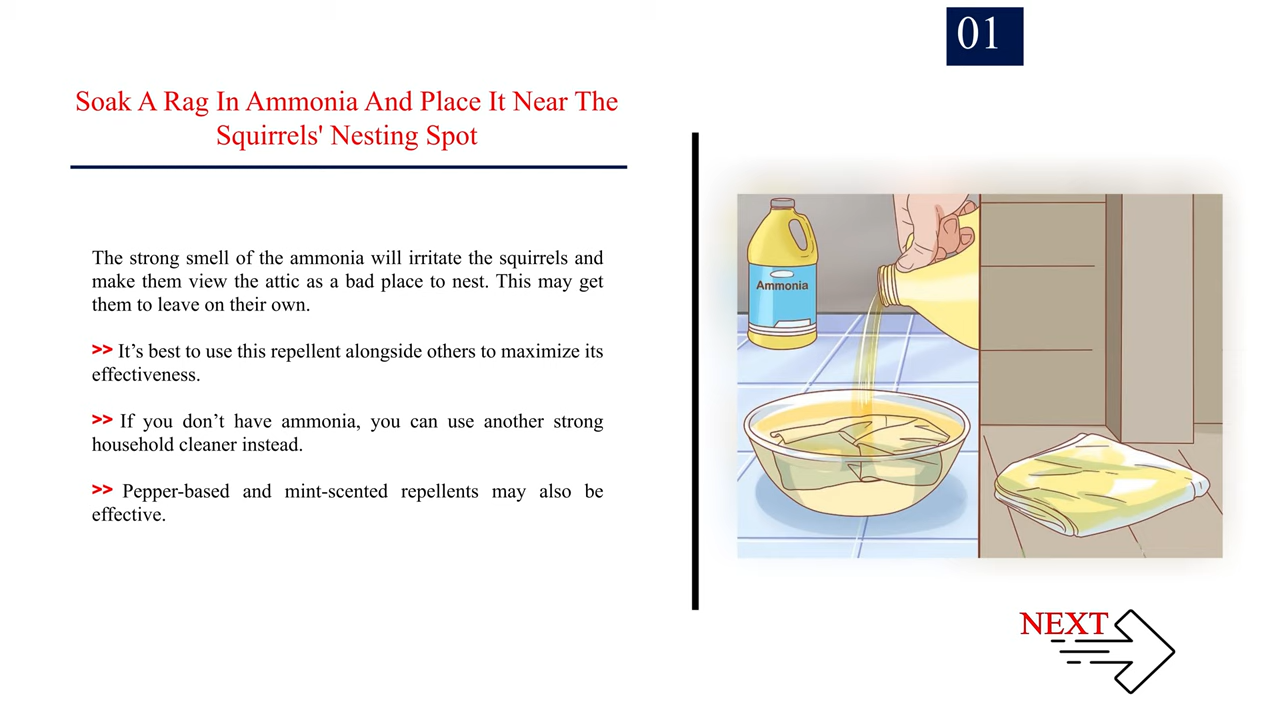 01
Soak A Rag In Ammonia And Place It Near The
Squirrels' Nesting Spot
The strong smell of the ammonia will irritate the squirrels and
make them view the attic as a bad place to nest. This may get
them to leave on their own.
>> It’s best to use this repellent alongside others to maximize its
effectiveness.
>> If you don’t have ammonia, you can use another strong
household cleaner instead.
>> Pepper-based and mint-scented repellents may also be
effective.
Ammonia
NEXT